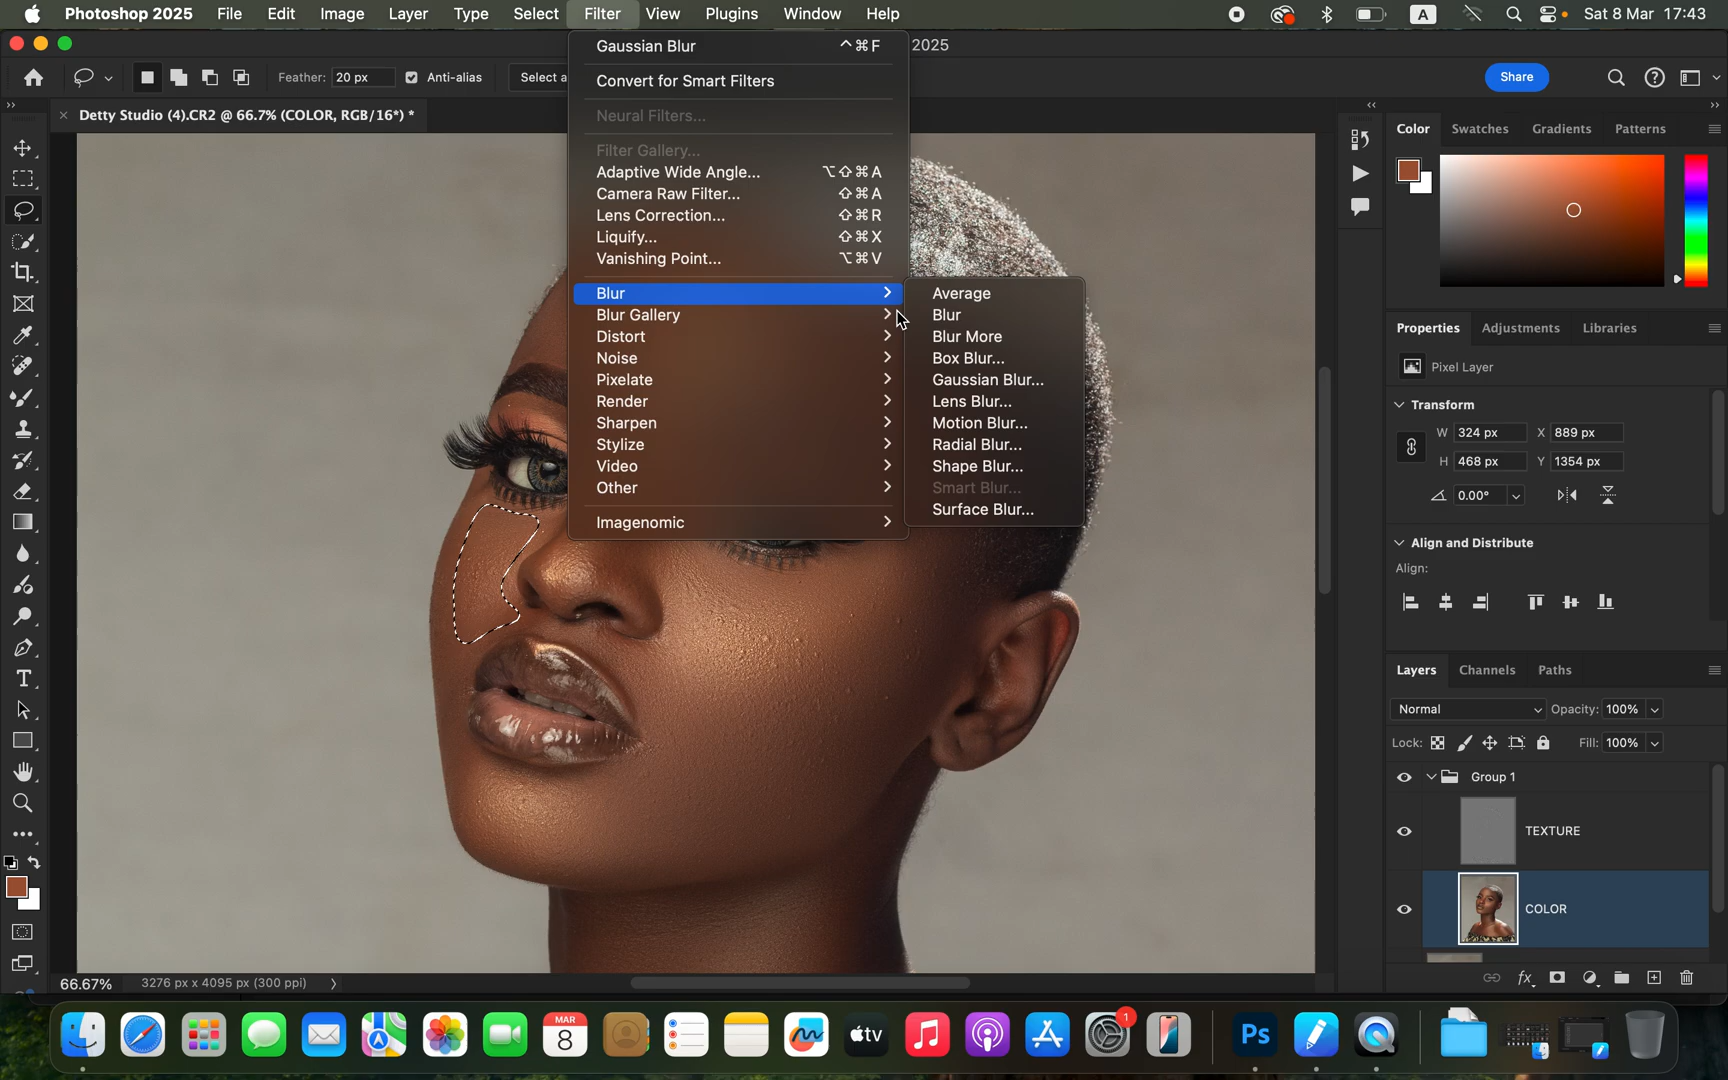 Photoshop 2025 File Edit Image Layer Type Select Filter View Plugins Window Help A Sat 8 Mar 17:43
2025
Feather: 20 px Anti-alias Select a Share
Detty Studio (4).CR2 @ 66.7% (COLOR, RGB/16*) *
Gaussian Blur ^⌘F
Convert for Smart Filters
Neural Filters...
Filter Gallery...
Adaptive Wide Angle... ⌥⇧⌘A
Camera Raw Filter... ⇧⌘A
Lens Correction... ⇧⌘R
Liquify... ⇧⌘X
Vanishing Point... ⌥⌘V
Blur
Blur Gallery
Distort
Noise
Pixelate
Render
Sharpen
Stylize
Video
Other
Imagenomic
Average
Blur
Blur More
Box Blur...
Gaussian Blur...
Lens Blur...
Motion Blur...
Radial Blur...
Shape Blur...
Smart Blur...
Surface Blur...
Color Swatches Gradients Patterns
Properties Adjustments Libraries
Pixel Layer
Transform
W 324 px X 889 px
H 468 px Y 1354 px
0.00°
Align and Distribute
Align:
Layers Channels Paths
Normal Opacity: 100%
Lock: Fill: 100%
Group 1
TEXTURE
COLOR
fx
66.67% 3276 px x 4095 px (300 ppi)
MAR
8
tv
1
Ps